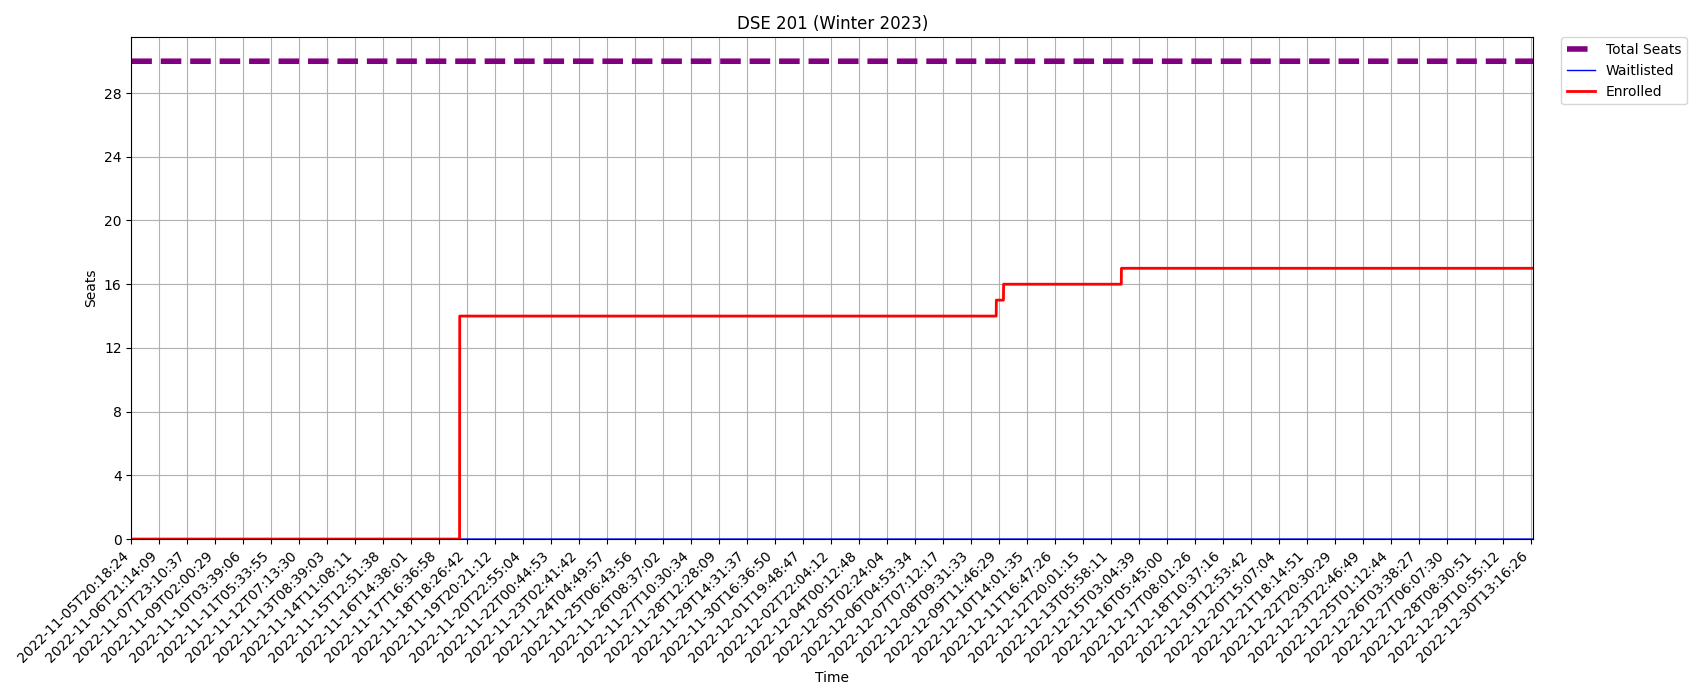 DSE 201 (Winter 2023)
Total Seats
Waitlisted
Enrolled
Seats
28
24
20
16
12
8
4
0
2022-11-05T20:18:24
2022-11-06T21:14:09
2022-11-07T23:10:37
2022-11-09T02:00:29
2022-11-10T03:39:06
2022-11-11T05:33:55
2022-11-12T07:13:30
2022-11-13T08:39:03
2022-11-14T11:08:11
2022-11-15T12:51:38
2022-11-16T14:38:01
2022-11-17T16:36:58
2022-11-18T18:26:42
2022-11-19T20:21:12
2022-11-20T22:55:04
2022-11-22T00:44:53
2022-11-23T02:41:42
2022-11-24T04:49:57
2022-11-25T06:43:56
2022-11-26T08:37:02
2022-11-27T10:30:34
2022-11-28T12:28:09
2022-11-29T14:31:37
2022-11-30T16:36:50
2022-12-01T19:48:47
2022-12-02T22:04:12
2022-12-04T00:12:48
2022-12-05T02:24:04
2022-12-06T04:53:34
2022-12-07T07:12:17
2022-12-08T09:31:33
2022-12-09T11:46:29
2022-12-10T14:01:35
2022-12-11T16:47:26
2022-12-12T20:01:15
2022-12-13T05:58:11
2022-12-15T03:04:39
2022-12-16T05:45:00
2022-12-17T08:01:26
2022-12-18T10:37:16
2022-12-19T12:53:42
2022-12-20T15:07:04
2022-12-21T18:14:51
2022-12-22T20:30:29
2022-12-23T22:46:49
2022-12-25T01:12:44
2022-12-26T03:38:27
2022-12-27T06:07:30
2022-12-28T08:30:51
2022-12-29T10:55:12
2022-12-30T13:16:26
Time